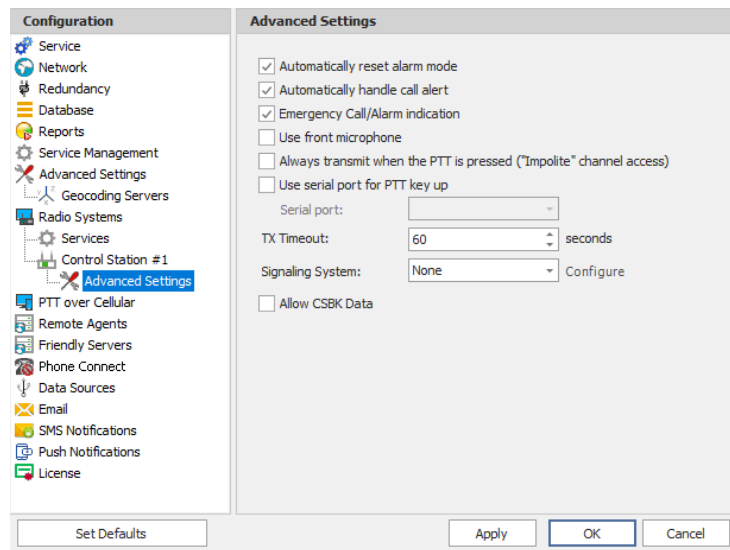 Configuration
Service
Network
Redundancy
Database
Reports
Service Management
Advanced Settings
Geocoding Servers
Radio Systems
Services
Control Station #1
Advanced Settings
PTT over Cellular
Remote Agents
Friendly Servers
Phone Connect
Data Sources
Email
SMS Notifications
Push Notifications
License
Advanced Settings
Automatically reset alarm mode
Automatically handle call alert
Emergency Call/Alarm indication
Use front microphone
Always transmit when the PTT is pressed ("Impolite" channel access)
Use serial port for PTT key up
Serial port:
TX Timeout: 60 seconds
Signaling System: None Configure
Allow CSBK Data
Set Defaults Apply OK Cancel